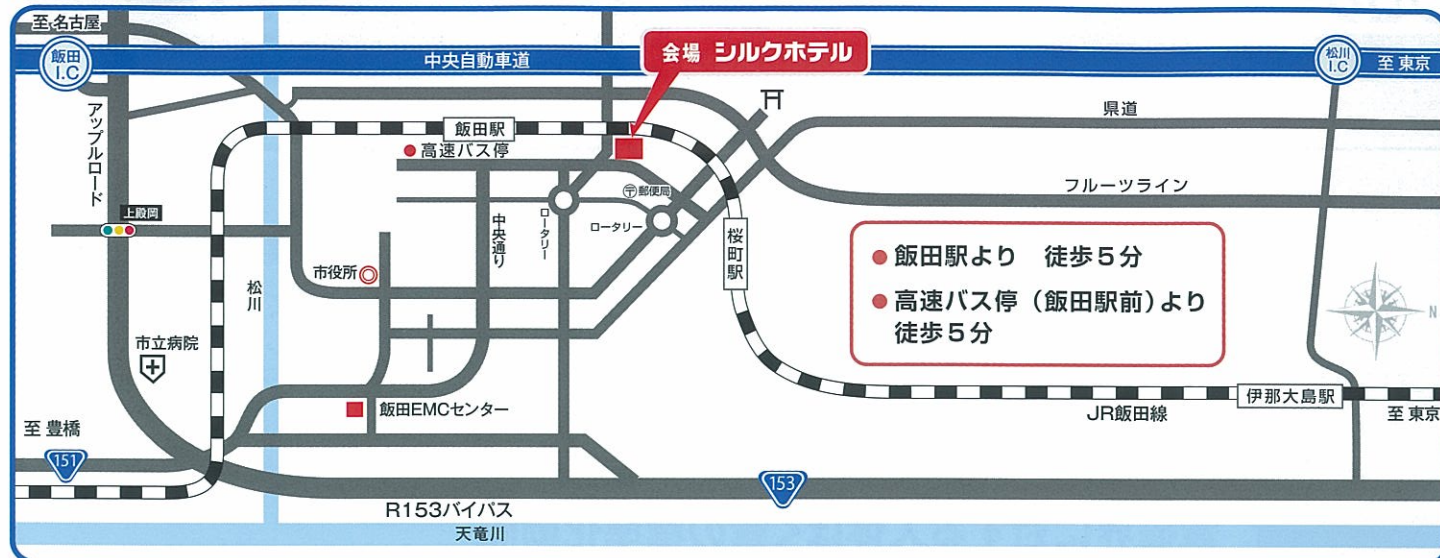 至 名古屋
飯田
I.C
中央自動車道
会場 シルクホテル
松川
I.C
至 東京
アップルロード
飯田駅
高速バス停
県道
フルーツライン
上殿岡
〒郵便局
ロータリー
ロータリー
中央通り
桜町駅
市役所
松川
● 飯田駅より 徒歩5分
● 高速バス停(飯田駅前)より
徒歩5分
N
市立病院
飯田EMCセンター
伊那大島駅
JR飯田線
至 東京
至 豊橋
151
153
R153バイパス
天竜川